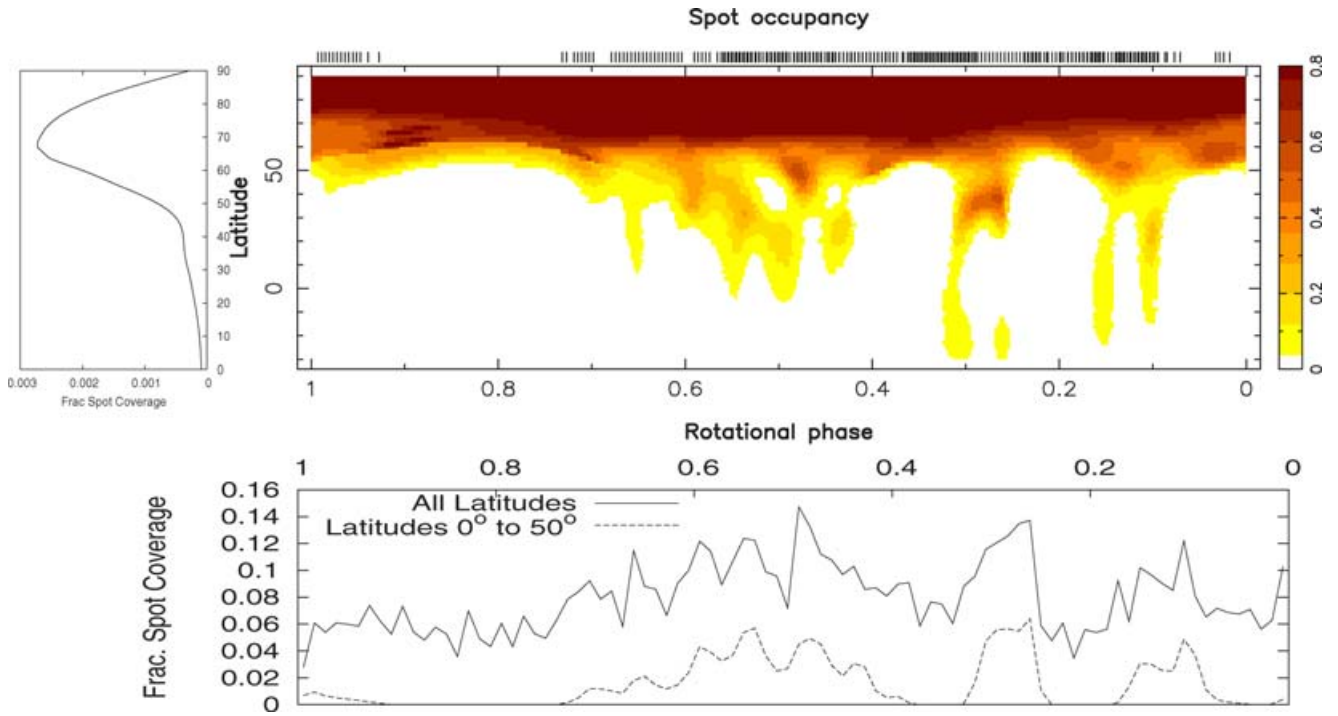 Spot occupancy
90
80
70
60
50
40
30
20
10
0
Latitude
0.003 0.002 0.001 0
Frac Spot Coverage
50
0
1 0.8 0.6 0.4 0.2 0
0.8
0.6
0.4
0.2
0
Rotational phase
1 0.8 0.6 0.4 0.2 0
0.16
0.14
0.12
0.1
0.08
0.06
0.04
0.02
0
Frac. Spot Coverage
All Latitudes
Latitudes 0° to 50°